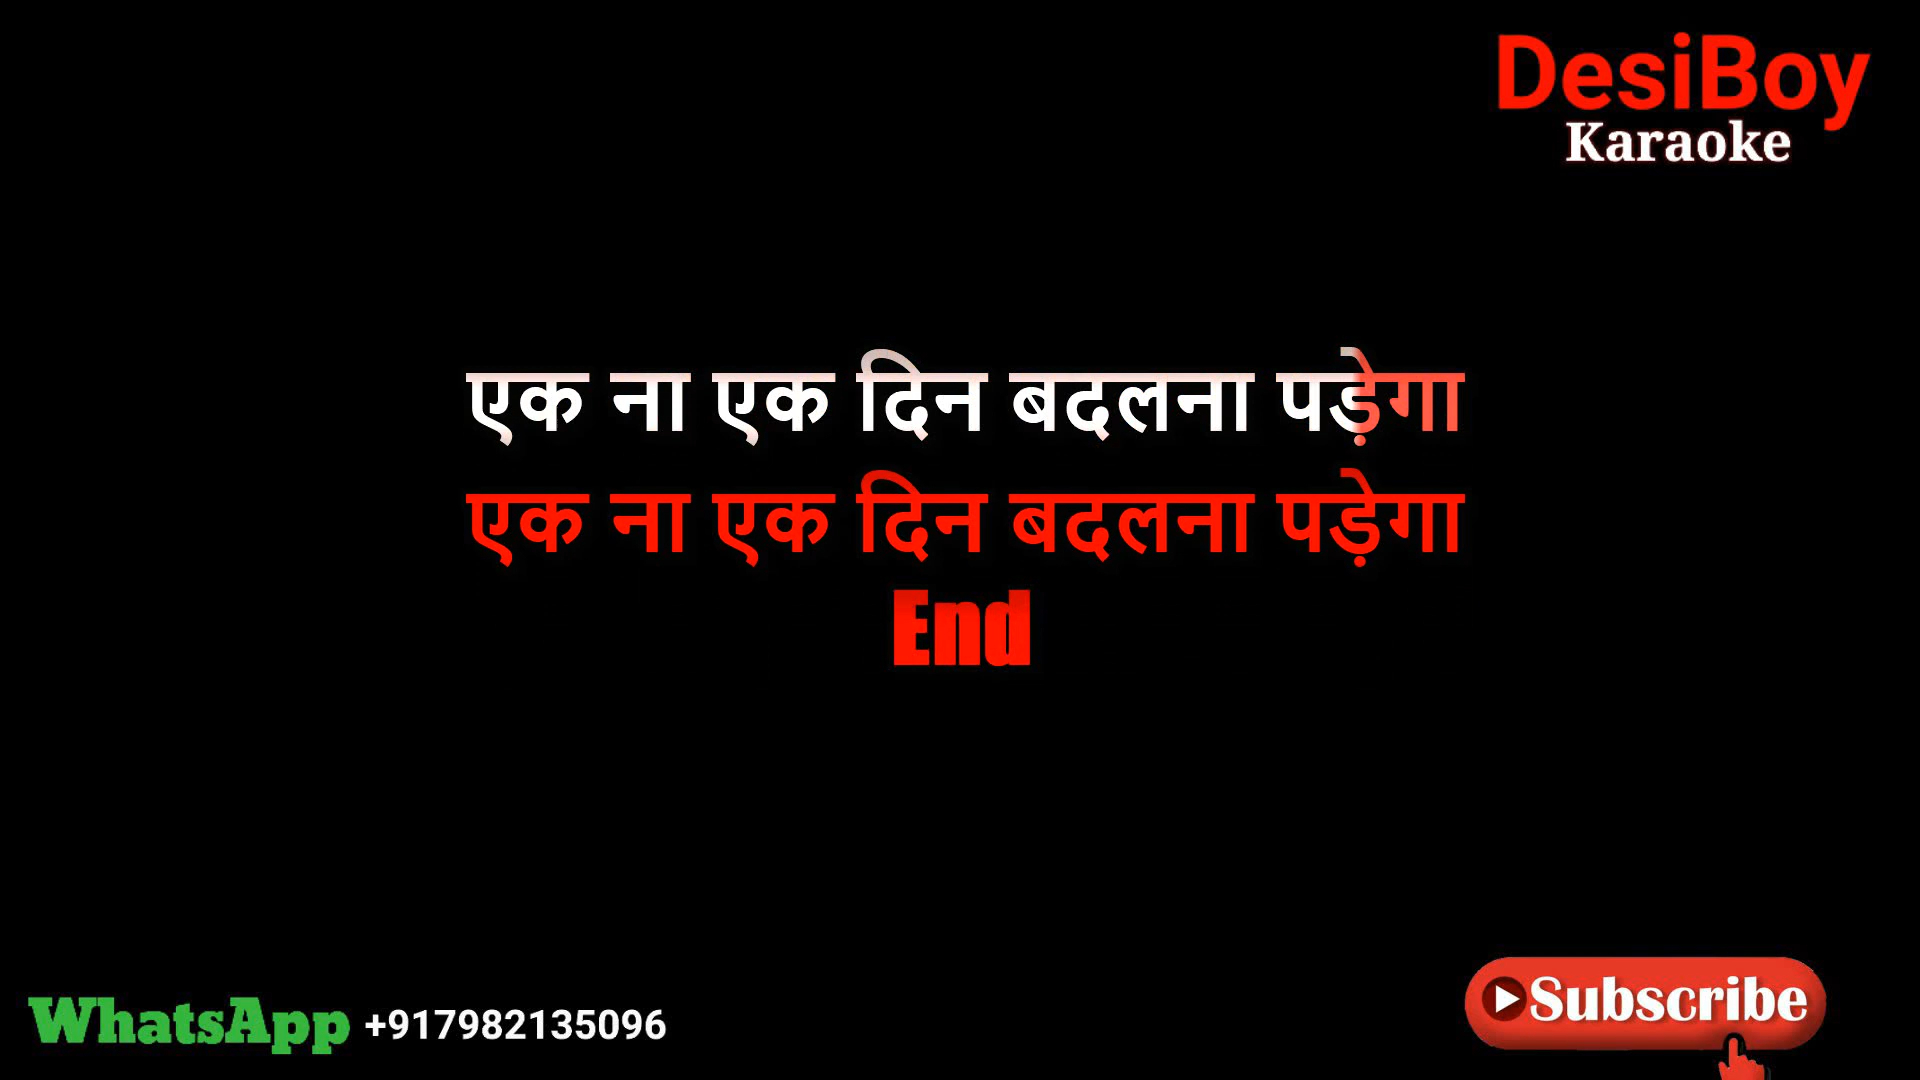 DesiBoy
Karaoke
एक ना एक दिन बदलना पड़ेगा
एक ना एक दिन बदलना पड़ेगा
End
WhatsApp +917982135096
Subscribe